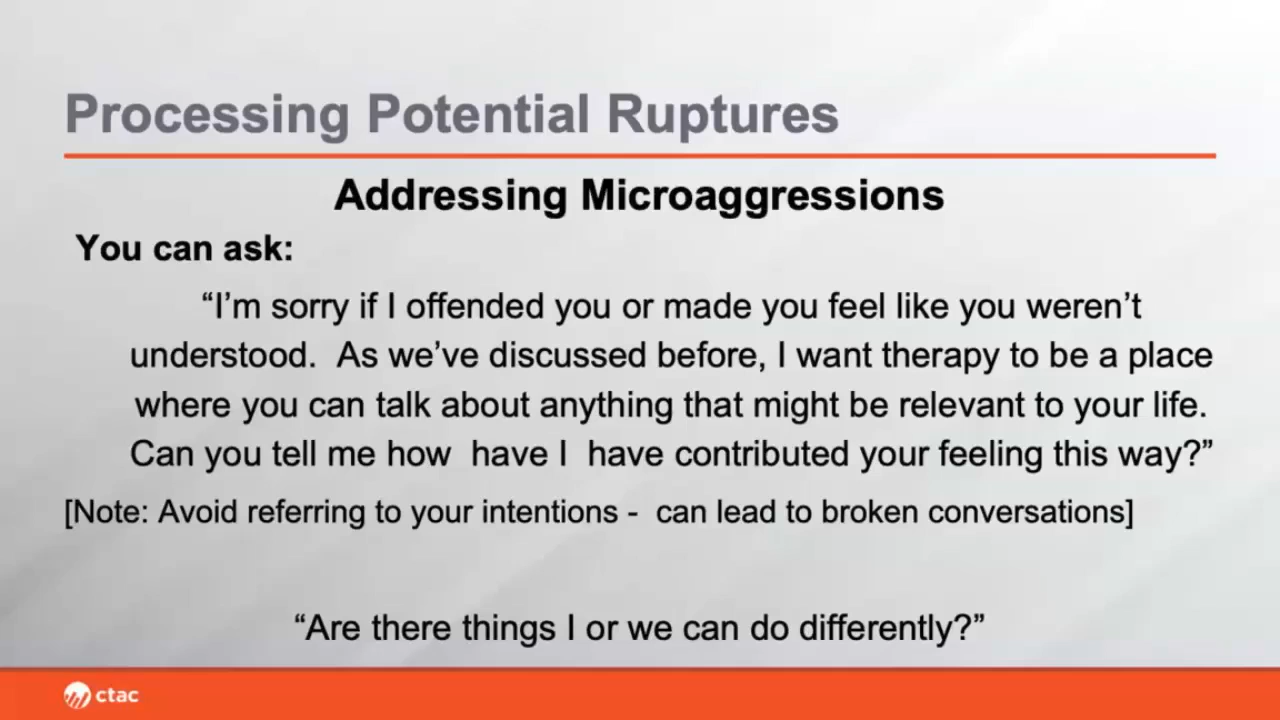 Processing Potential Ruptures
Addressing Microaggressions
You can ask:
“I’m sorry if I offended you or made you feel like you weren’t
understood.  As we’ve discussed before, I want therapy to be a place
where you can talk about anything that might be relevant to your life.
Can you tell me how  have I  have contributed your feeling this way?”
[Note: Avoid referring to your intentions -  can lead to broken conversations]
“Are there things I or we can do differently?”
ctac